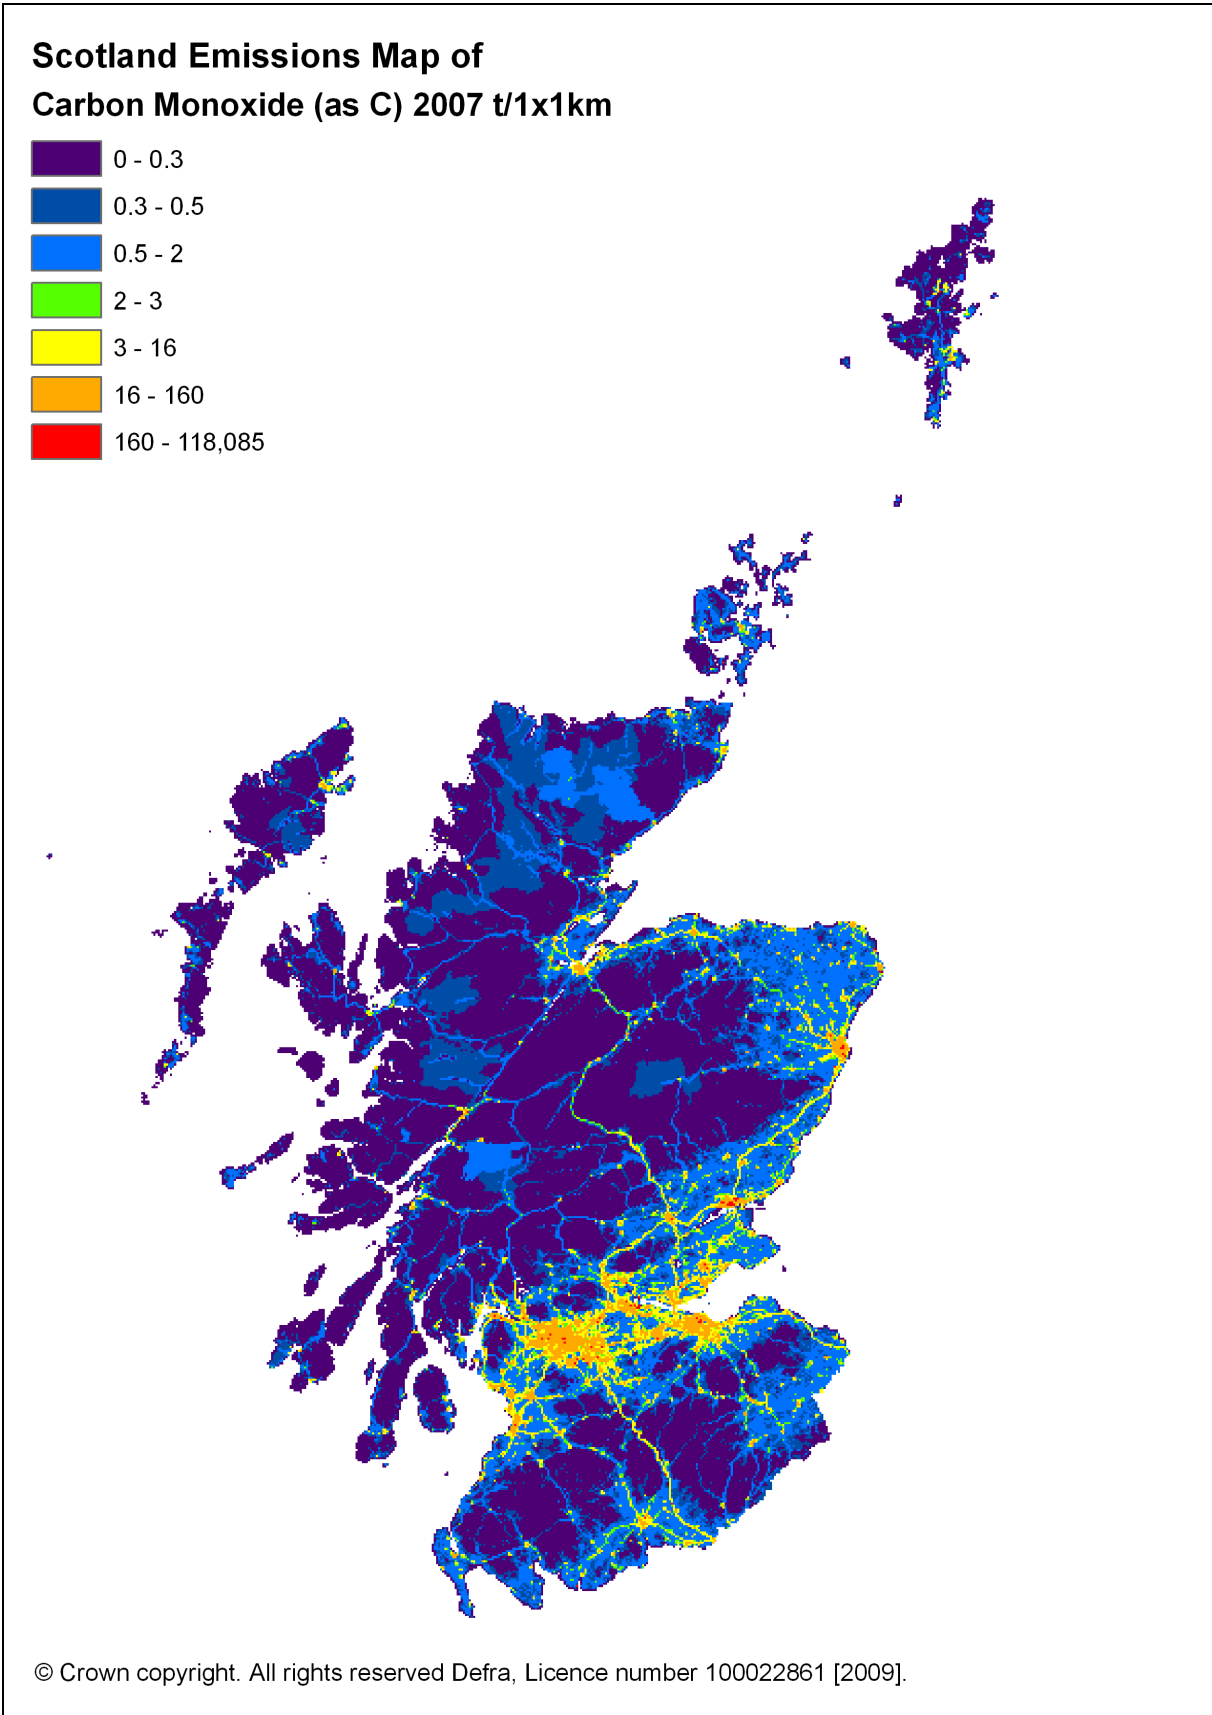 Scotland Emissions Map of
Carbon Monoxide (as C) 2007 t/1x1km
0 - 0.3
0.3 - 0.5
0.5 - 2
2 - 3
3 - 16
16 - 160
160 - 118,085
© Crown copyright. All rights reserved Defra, Licence number 100022861 [2009].